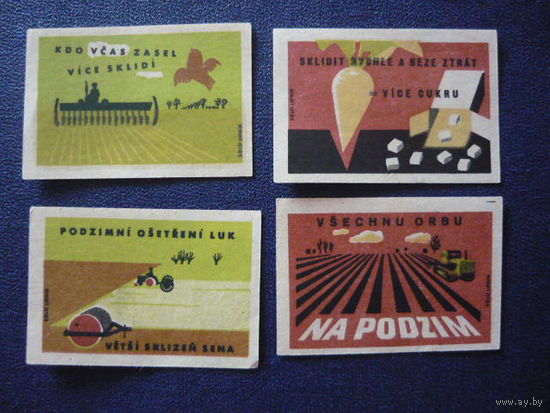 KDO VČAS ZASEL
VÍCE SKLIDÍ
SKLIDIT RYCHLE A BEZE ZTRÁT
= VÍCE CUKRU
PODZIMNÍ OŠETŘENÍ LUK
VĚTŠÍ SKLIZEŇ SENA
VŠECHNU ORBU
NA PODZIM
www.ay.by